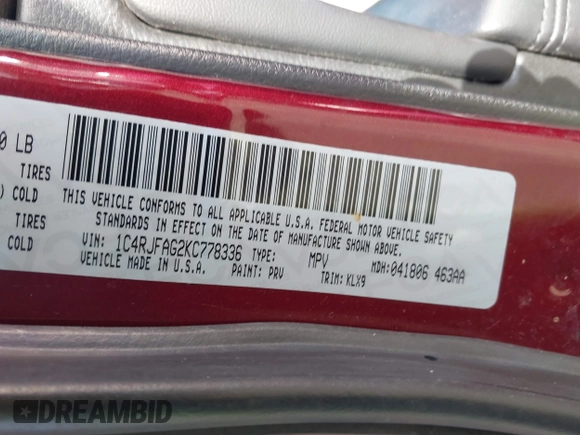 0 LB
TIRES
) COLD
TIRES
COLD
THIS VEHICLE CONFORMS TO ALL APPLICABLE U.S.A. FEDERAL MOTOR VEHICLE SAFETY
STANDARDS IN EFFECT ON THE DATE OF MANUFACTURE SHOWN ABOVE.
VIN: 1C4RJFAG2KC778336 TYPE: MPV MDH:041806 463AA
VEHICLE MADE IN U.S.A. PAINT: PRV TRIM: KLX9
DREAMBID